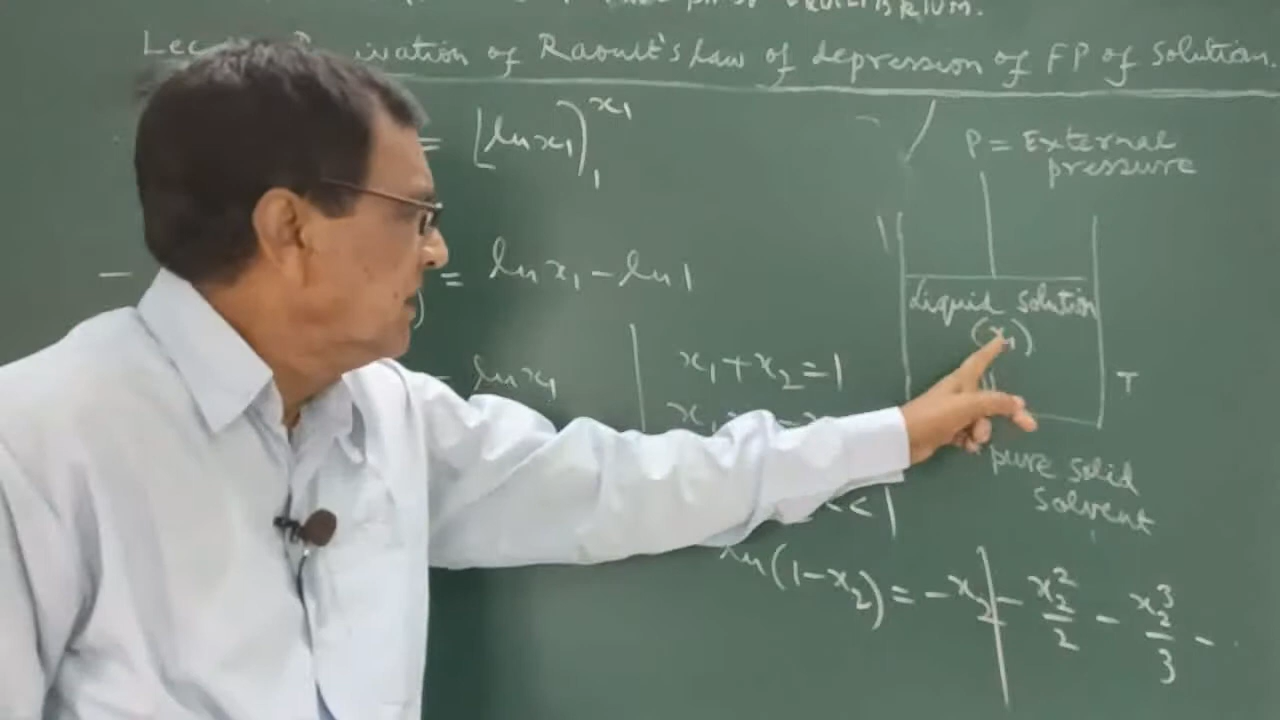 EQUILIBRIUM.
Lec ivation of Raoult's Law of depression of FP of Solution.
= [ln x₁)₁^x₁
P = External
pressure
− ) = ln x₁ − ln 1
Liquid solution
(x₁)
= ln x₁
x₁ + x₂ = 1
T
pure solid
solvent
<< 1
ln(1−x₂) = −x₂ − x₂²/2 − x₂³/3 − ·